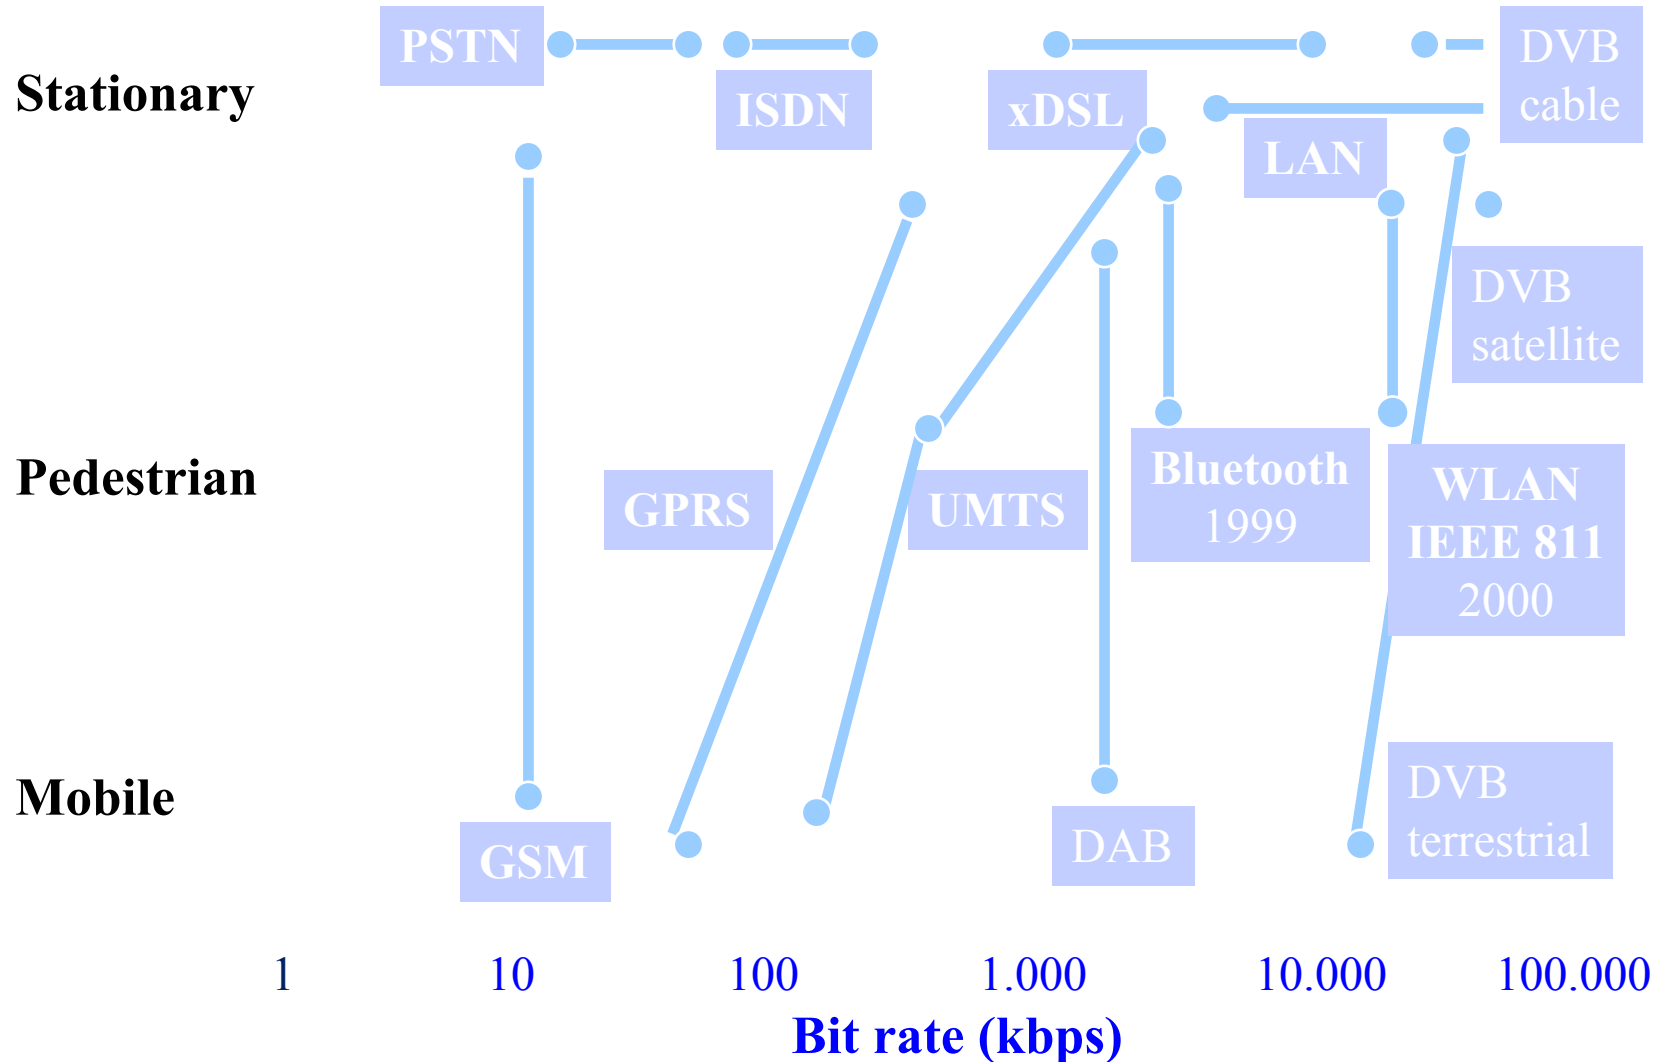 PSTN
DVB
cable
Stationary
ISDN
xDSL
LAN
DVB
satellite
Pedestrian
GPRS
UMTS
Bluetooth
1999
WLAN
IEEE 811
2000
Mobile
GSM
DAB
DVB
terrestrial
1 10 100 1.000 10.000 100.000
Bit rate (kbps)